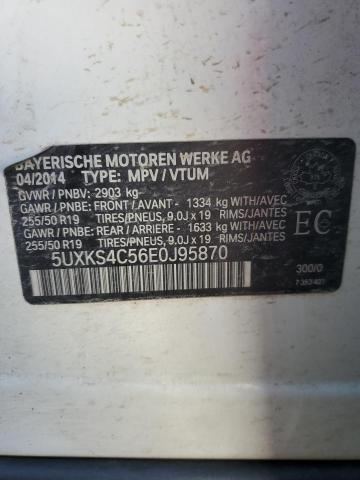 BAYERISCHE MOTOREN WERKE AG
04/2014 TYPE: MPV / VTUM
GVWR / PNBV: 2903 kg
GAWR / PNBE: FRONT / AVANT - 1334 kg WITH/AVEC
255/50 R19 TIRES/PNEUS, 9.0J x 19 RIMS/JANTES
GAWR / PNBE: REAR / ARRIERE - 1633 kg WITH/AVEC
255/50 R19 TIRES/PNEUS, 9.0J x 19 RIMS/JANTES
EC
5UXKS4C56E0J95870
300/0